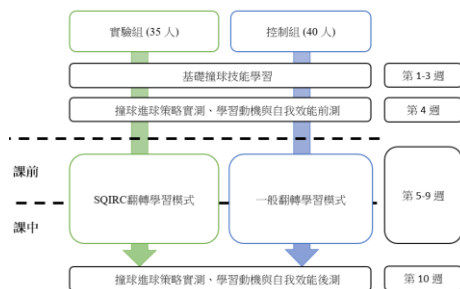 實驗組 (35 人)
控制組 (40 人)
基礎撞球技能學習
第 1-3 週
撞球進球策略實測、學習動機與自我效能前測
第 4 週
課前
SQIRC翻轉學習模式
一般翻轉學習模式
第 5-9 週
課中
撞球進球策略實測、學習動機與自我效能後測
第 10 週